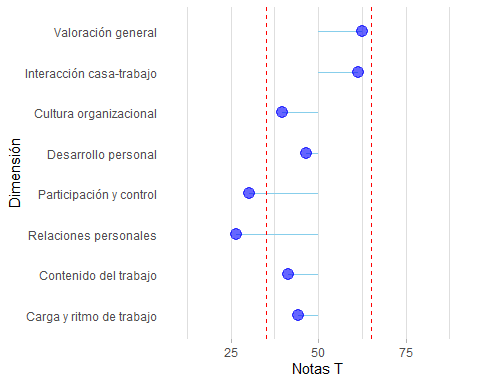 Valoración general
Interacción casa-trabajo
Cultura organizacional
Desarrollo personal
Participación y control
Relaciones personales
Contenido del trabajo
Carga y ritmo de trabajo
Dimensión
25 50 75
Notas T